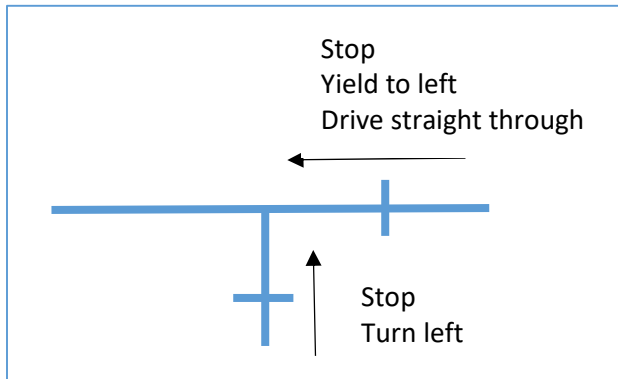 Stop
Yield to left
Drive straight through
Stop
Turn left